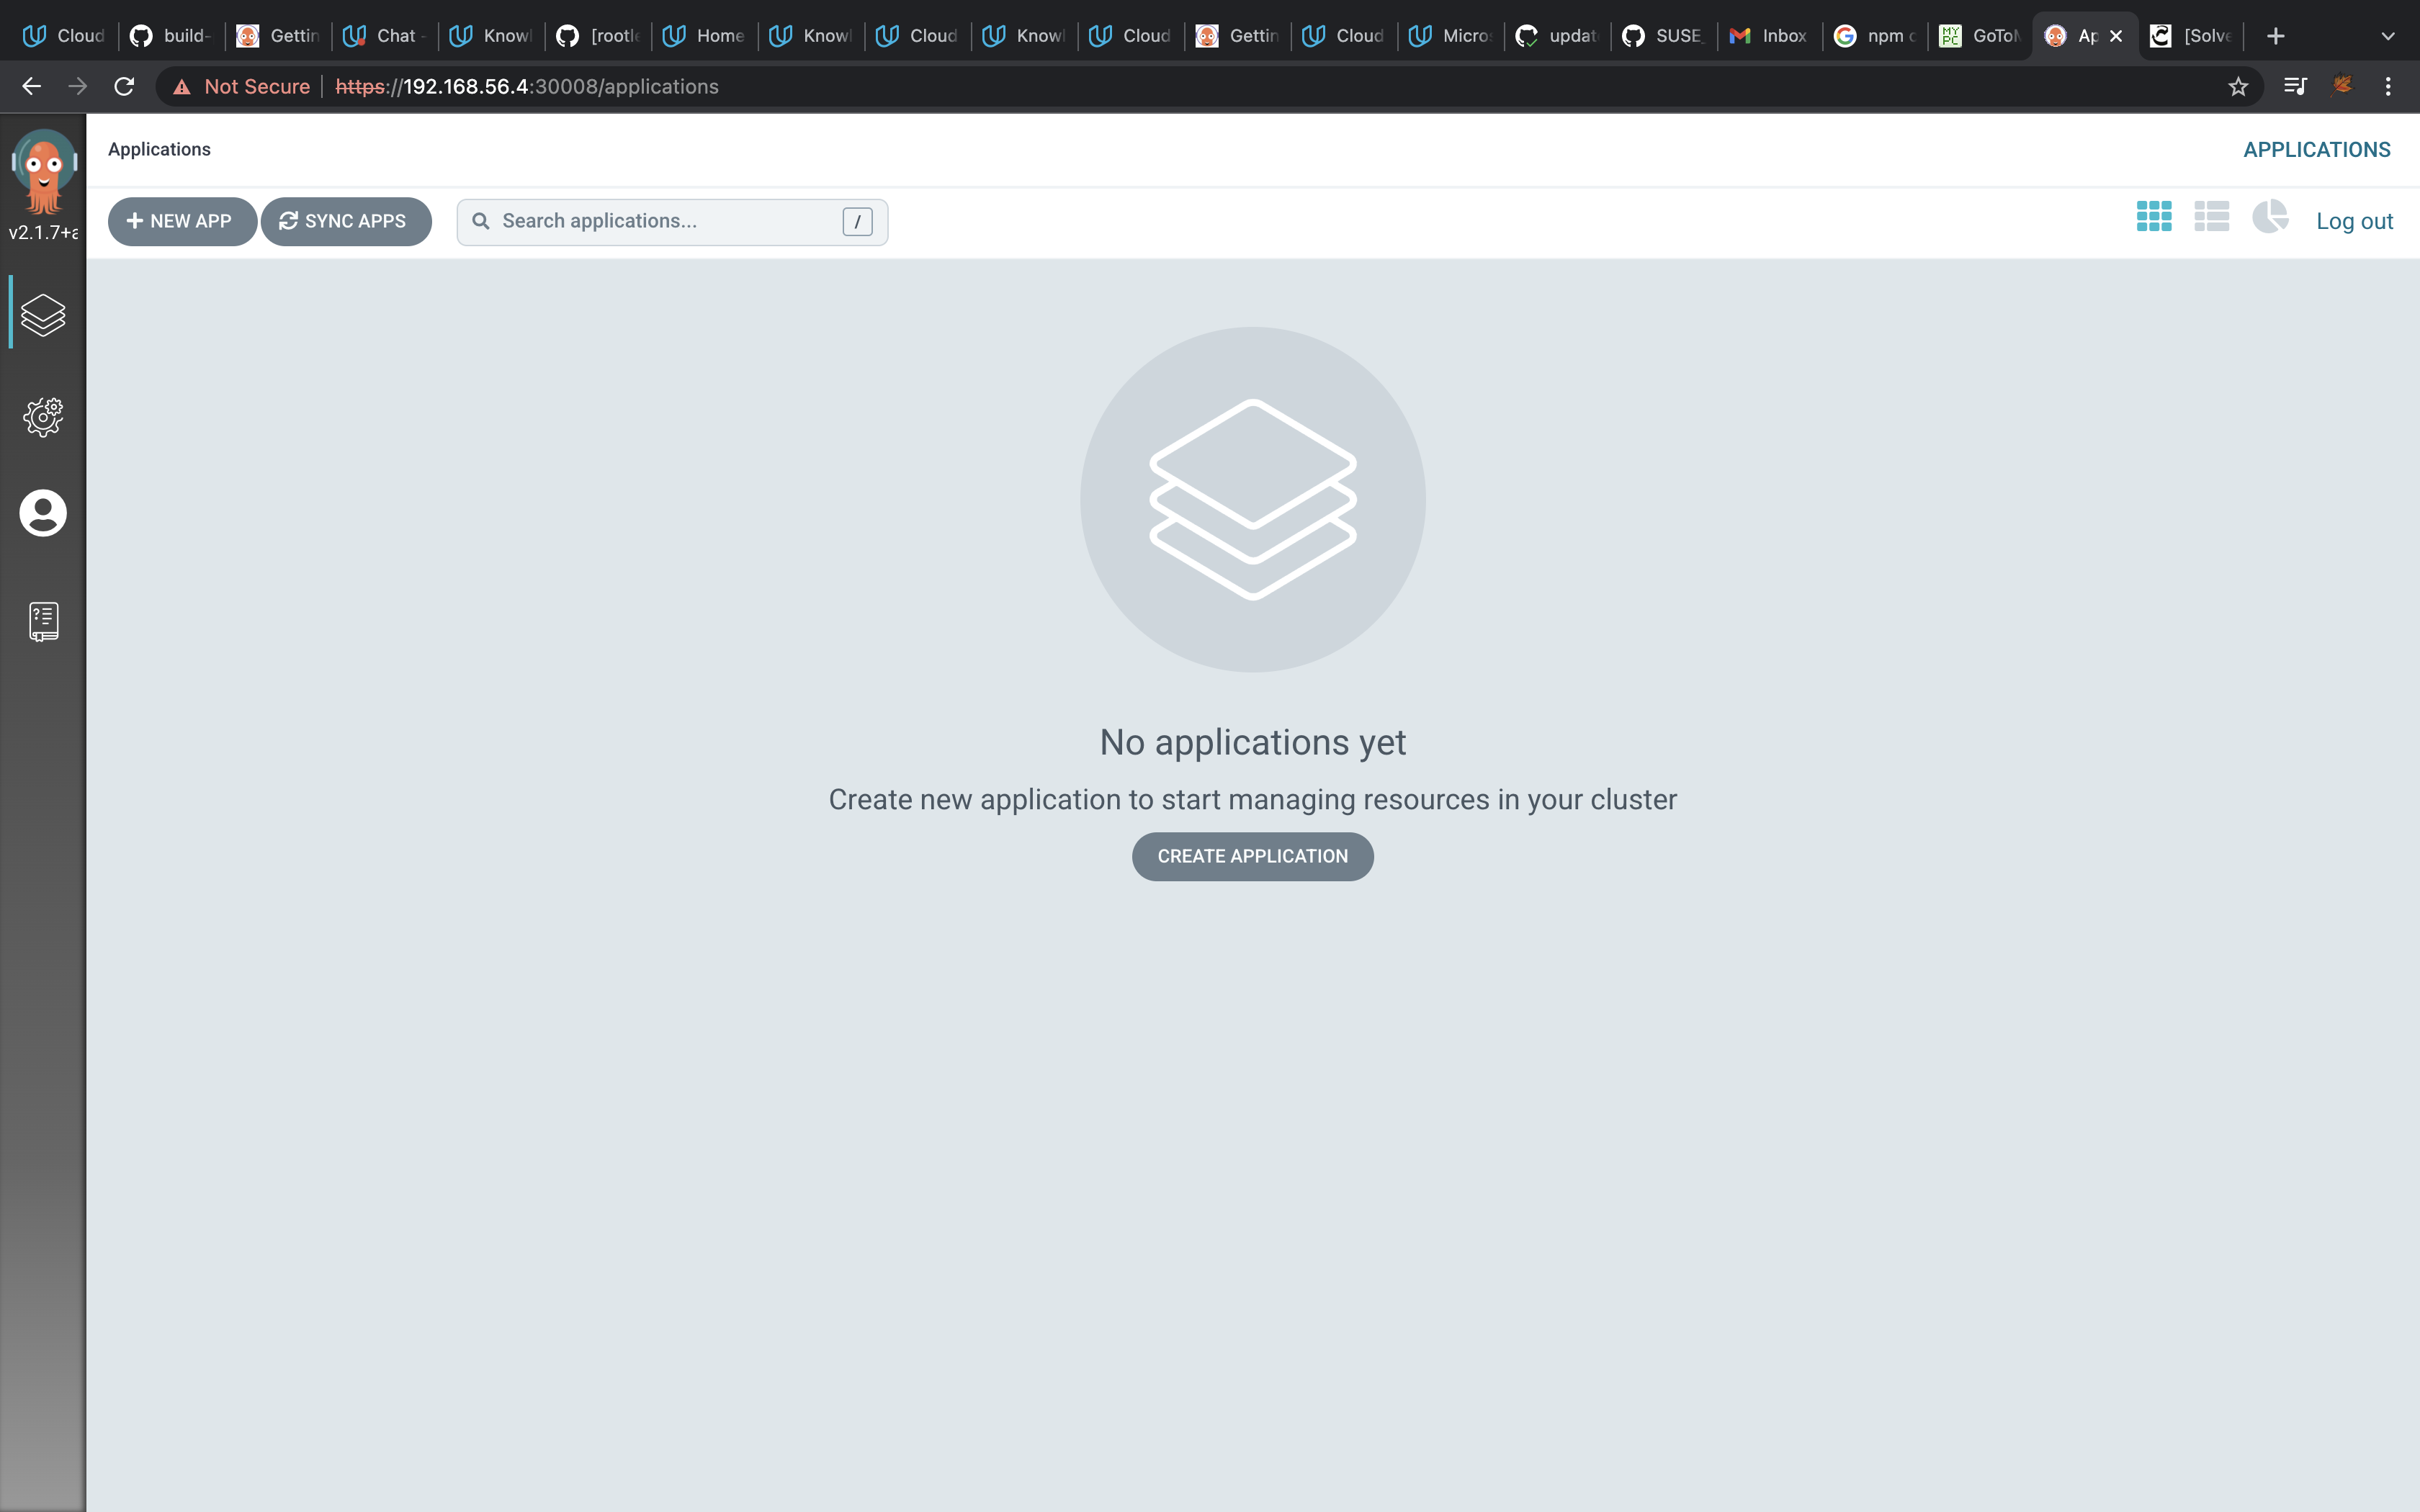 Cloud
build-
Gettin
Chat -
Knowl
[rootle
Home
Knowl
Cloud
Knowl
Cloud
Gettin
Cloud
Micros
updat
SUSE_
Inbox
npm c
MY PC
GoToM
Ap
[Solve
Not Secure
https://192.168.56.4:30008/applications
v2.1.7+a
Applications
APPLICATIONS
NEW APP
SYNC APPS
Search applications...
/
Log out
No applications yet
Create new application to start managing resources in your cluster
CREATE APPLICATION